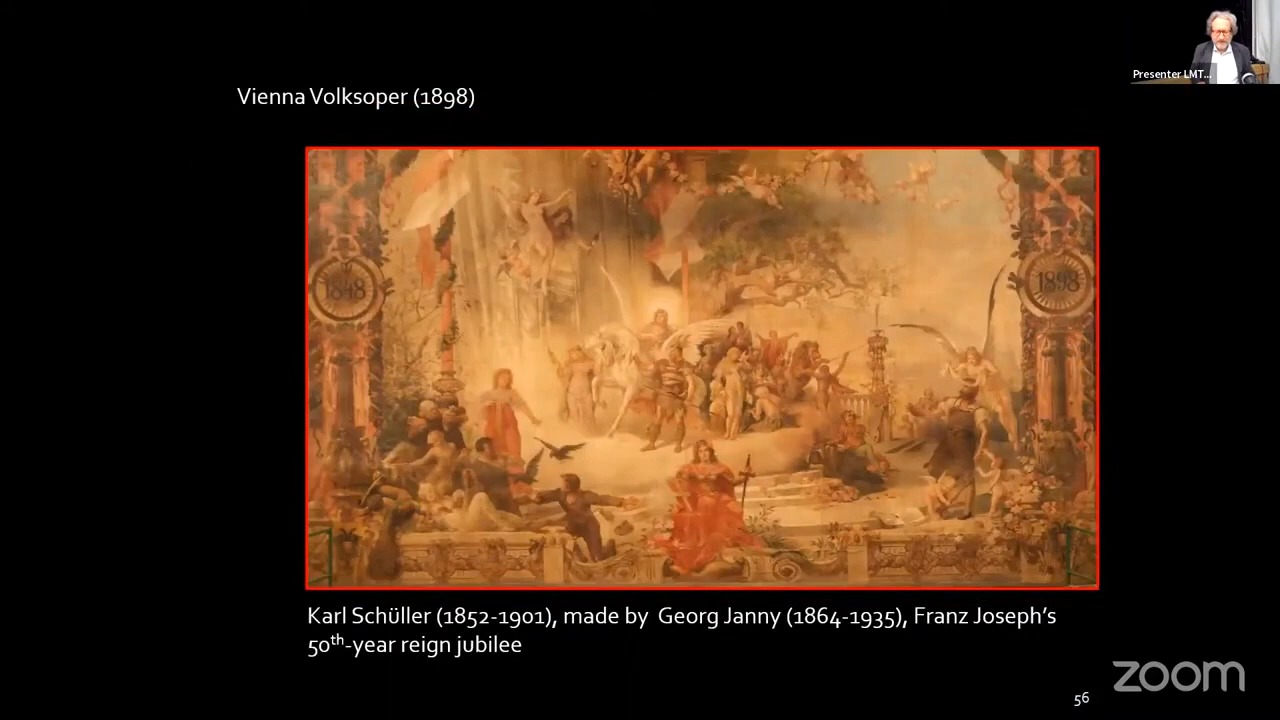 Presenter LMT...
Vienna Volksoper (1898)
1848
1898
Karl Schüller (1852-1901), made by Georg Janny (1864-1935), Franz Joseph's
50th-year reign jubilee
zoom
56